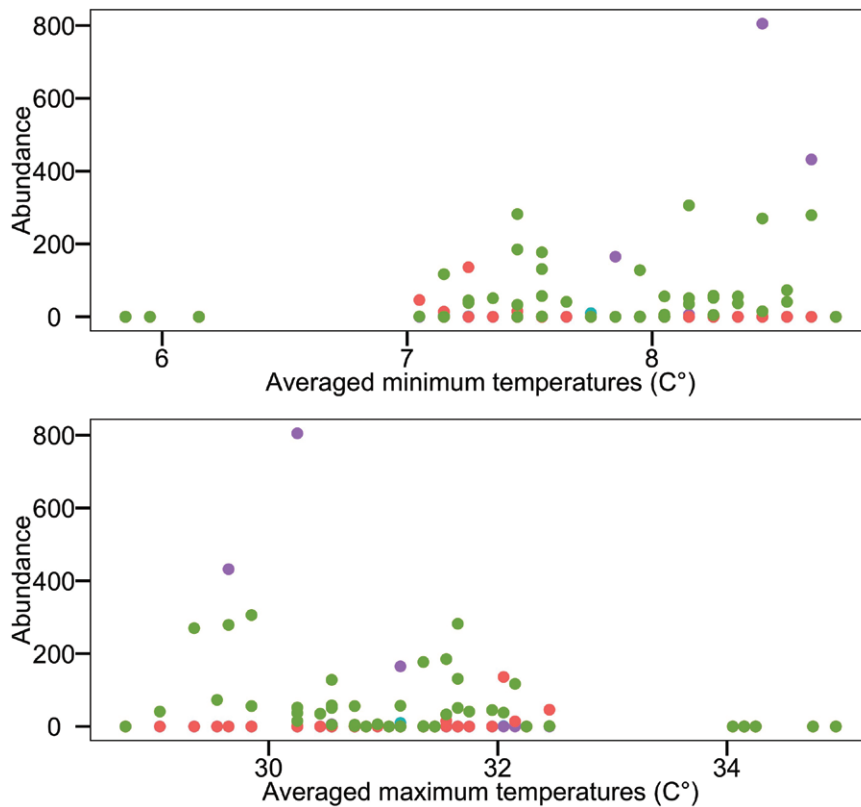 800
600
400
200
0
Abundance
6 7 8
Averaged minimum temperatures (C°)
800
600
400
200
0
Abundance
30 32 34
Averaged maximum temperatures (C°)